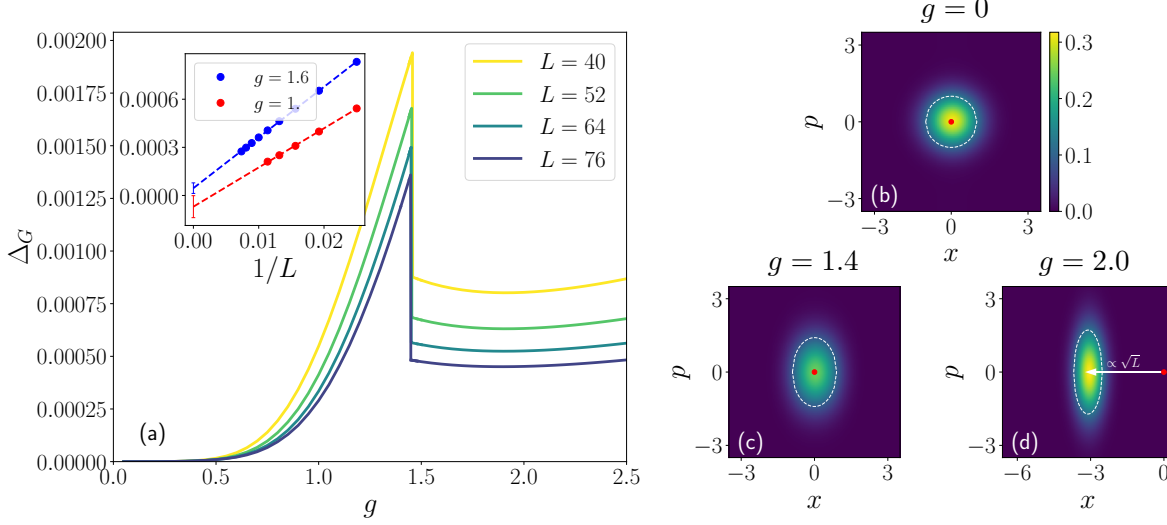 0.00200
0.00175
0.00150
0.00125
0.00100
0.00075
0.00050
0.00025
0.00000
Δ_G
0.0 0.5 1.0 1.5 2.0 2.5
g
(a)
L = 40
L = 52
L = 64
L = 76
g = 1.6
g = 1
0.0006
0.0003
0.0000
0.00 0.01 0.02
1/L
g = 0
3
0
−3
p
(b)
−3 0 3
x
0.3
0.2
0.1
0.0
g = 1.4
3
0
−3
p
(c)
−3 0 3
x
g = 2.0
3
0
−3
p
∝ √L
(d)
−6 −3 0
x